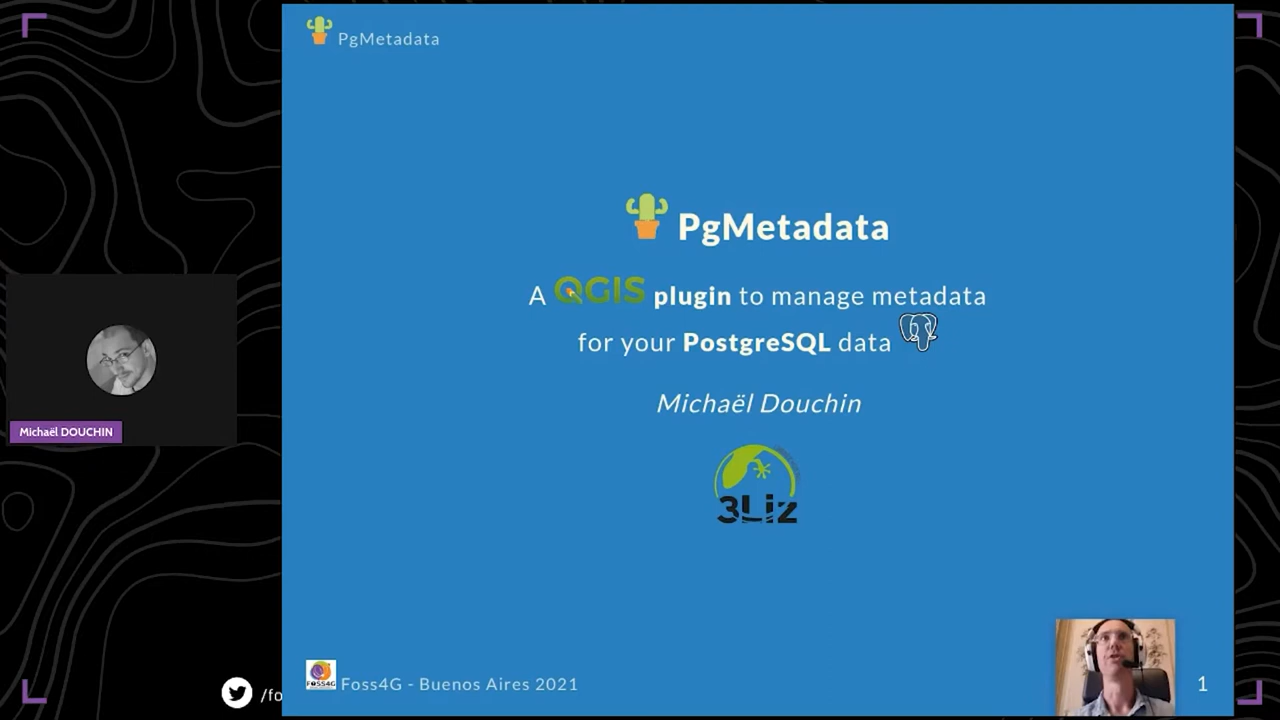 PgMetadata
PgMetadata
A QGIS plugin to manage metadata
for your PostgreSQL data
Michaël Douchin
3Liz
Michaël DOUCHIN
FOSS4G
Foss4G - Buenos Aires 2021
1
/fo